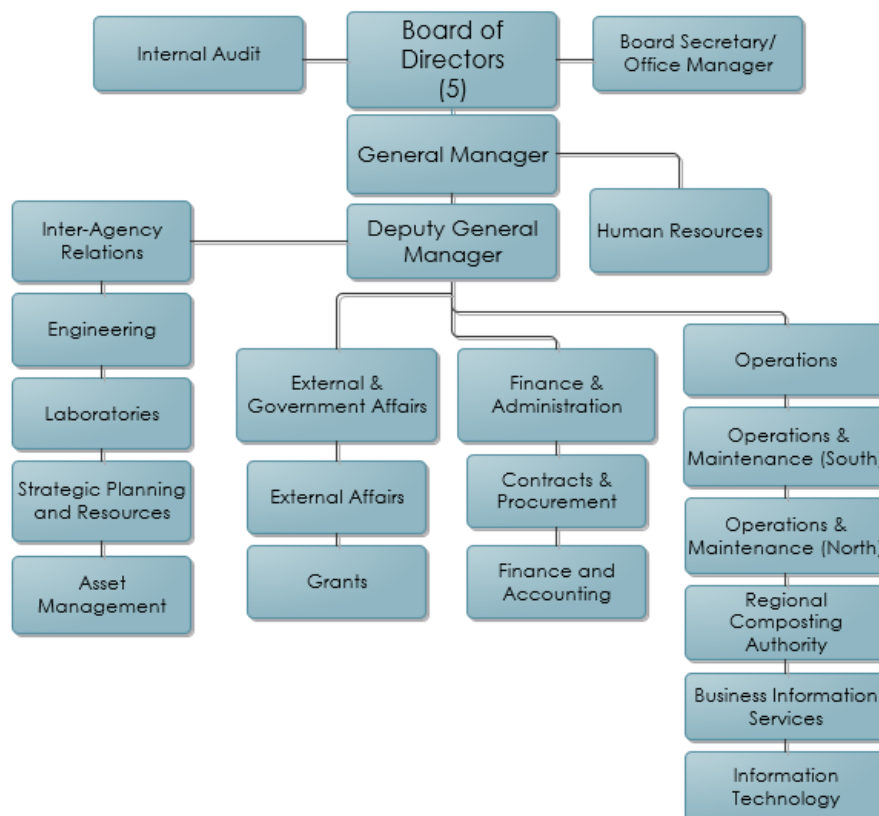 Internal Audit
Board of
Directors
(5)
Board Secretary/
Office Manager
General Manager
Human Resources
Inter-Agency
Relations
Deputy General
Manager
Engineering
Laboratories
Strategic Planning
and Resources
Asset
Management
External &
Government Affairs
External Affairs
Grants
Finance &
Administration
Contracts &
Procurement
Finance and
Accounting
Operations
Operations &
Maintenance (South)
Operations &
Maintenance (North)
Regional
Composting
Authority
Business Information
Services
Information
Technology